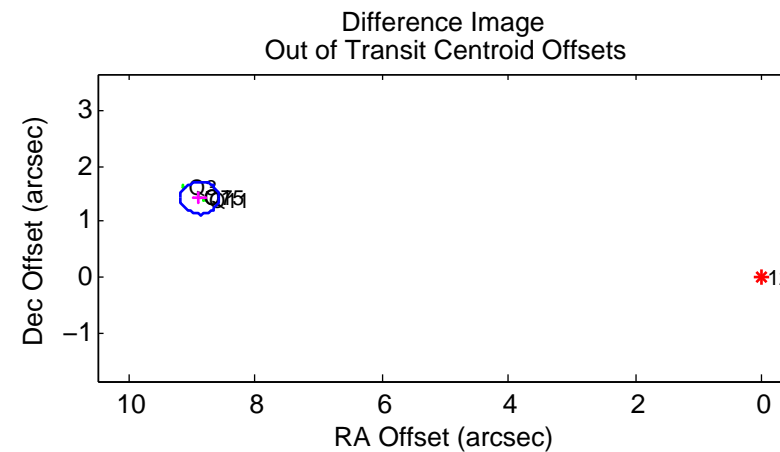 Difference Image
Out of Transit Centroid Offsets
Dec Offset (arcsec)
3
2
1
0
−1
10
8
6
4
2
0
RA Offset (arcsec)